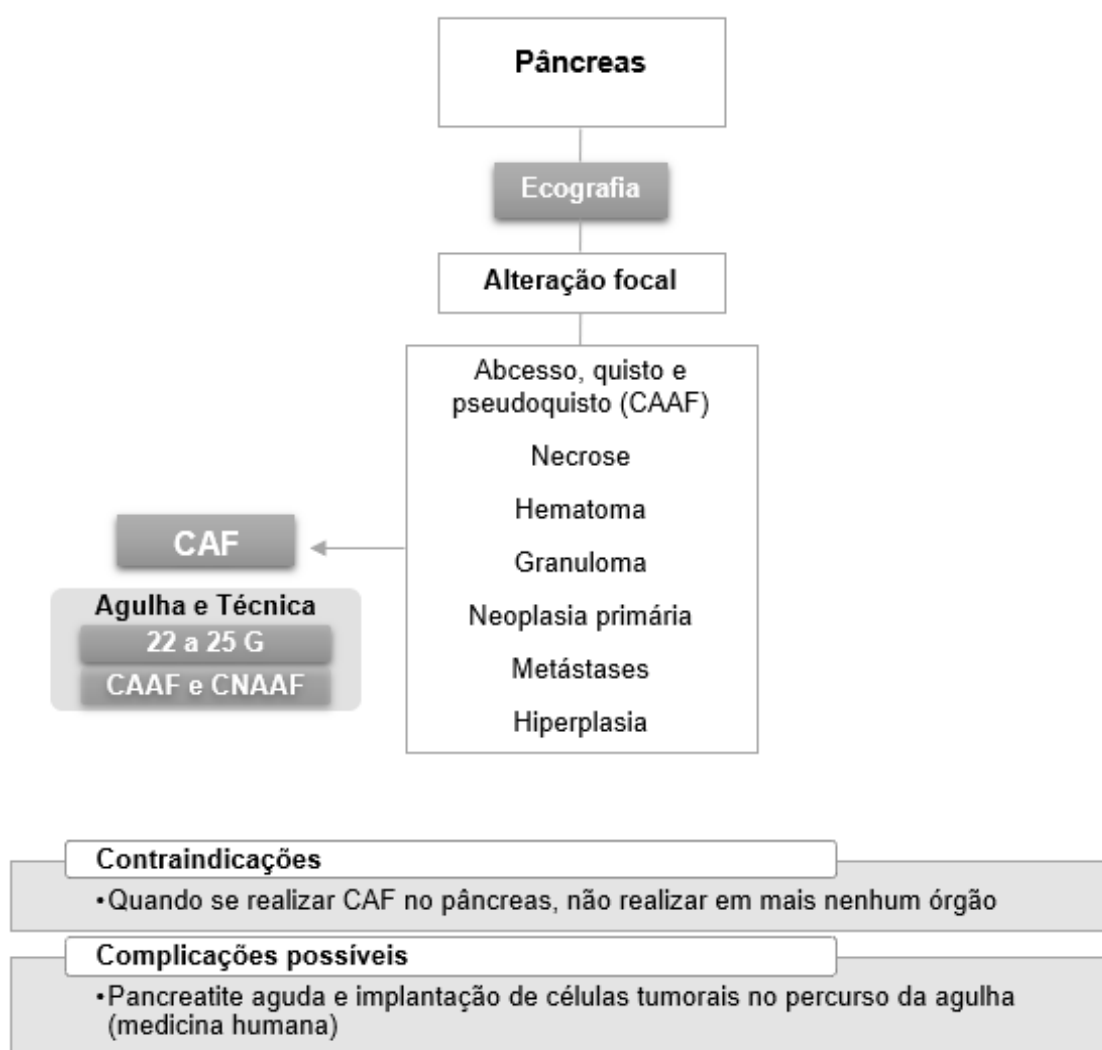 Pâncreas
Ecografia
Alteração focal
Abcesso, quisto e
pseudoquisto (CAAF)
Necrose
Hematoma
Granuloma
Neoplasia primária
Metástases
Hiperplasia
CAF
Agulha e Técnica
22 a 25 G
CAAF e CNAAF
Contraindicações
•Quando se realizar CAF no pâncreas, não realizar em mais nenhum órgão
Complicações possíveis
•Pancreatite aguda e implantação de células tumorais no percurso da agulha
(medicina humana)